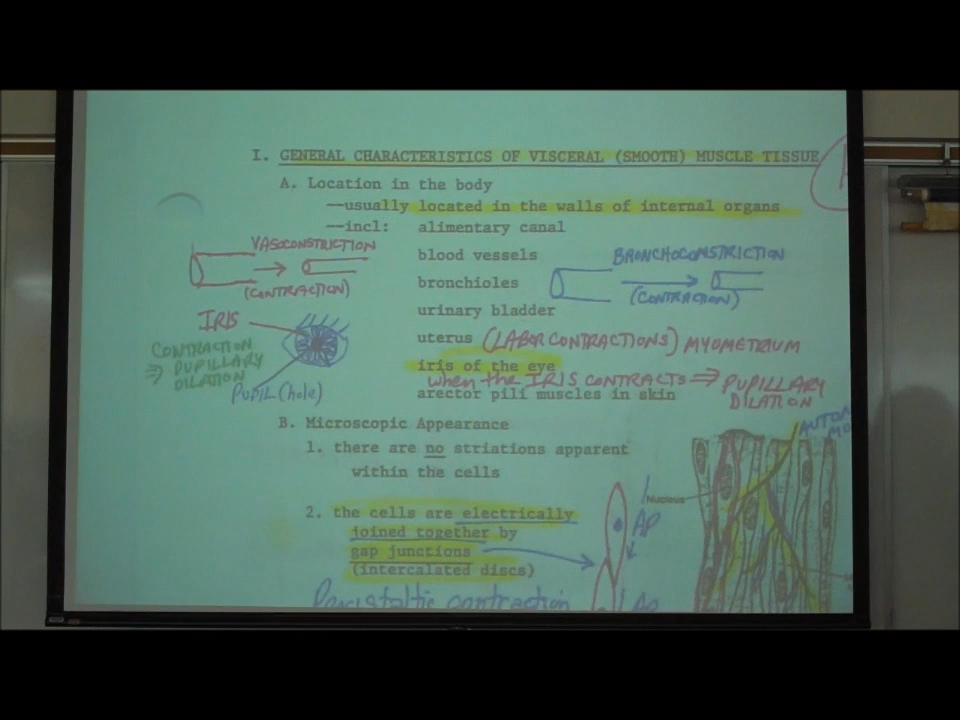 I. GENERAL CHARACTERISTICS OF VISCERAL (SMOOTH) MUSCLE TISSUE
A. Location in the body
--usually located in the walls of internal organs
--incl: alimentary canal
blood vessels
bronchioles
urinary bladder
uterus (LABOR CONTRACTIONS) MYOMETRIUM
iris of the eye
when the IRIS CONTRACTS ⇒ PUPILLARY
DILATION
arector pili muscles in skin
VASOCONSTRICTION
(CONTRACTION)
BRONCHOCONSTRICTION
(CONTRACTION)
IRIS
CONTRACTION
⇒ PUPILLARY
DILATION
PUPIL (hole)
B. Microscopic Appearance
1. there are no striations apparent
within the cells
2. the cells are electrically
joined together by
gap junctions
(intercalated discs)
Peristaltic contraction
Nucleus
AP